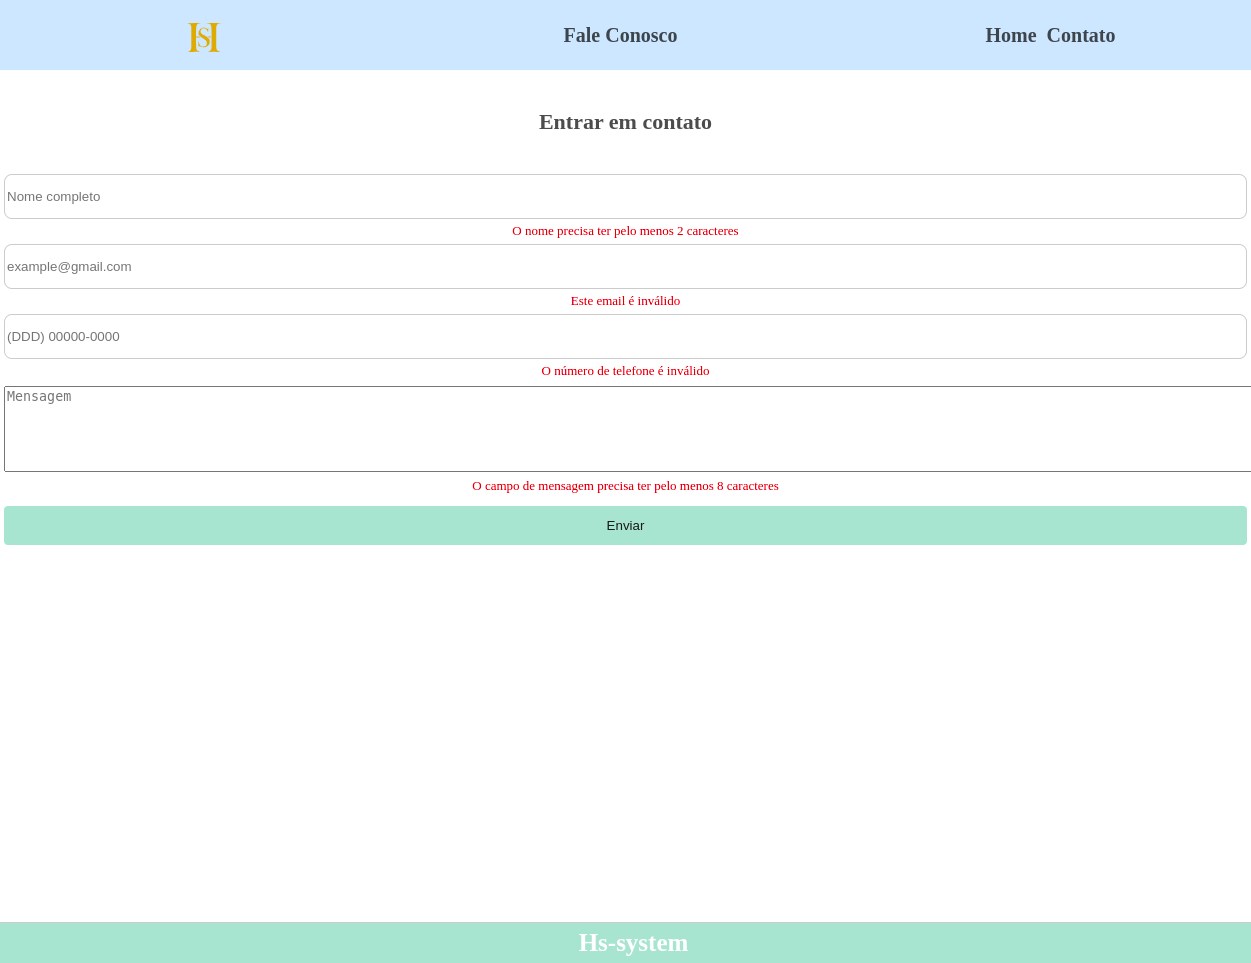 HSH
Fale Conosco
Home Contato
Entrar em contato
Nome completo
O nome precisa ter pelo menos 2 caracteres
example@gmail.com
Este email é inválido
(DDD) 00000-0000
O número de telefone é inválido
Mensagem
O campo de mensagem precisa ter pelo menos 8 caracteres
Enviar
Hs-system